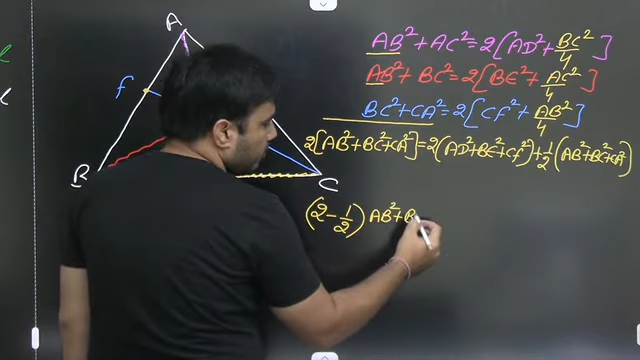 A
f
B
C
AB²+AC²=2[AD²+BC²/4]
AB²+BC²=2[BE²+AC²/4]
BC²+CA²=2[CF²+AB²/4]
2[AB²+BC²+CA²]=2(AD²+BE²+CF²)+1/2(AB²+BC²+CA²)
(2-1/2)AB²+B